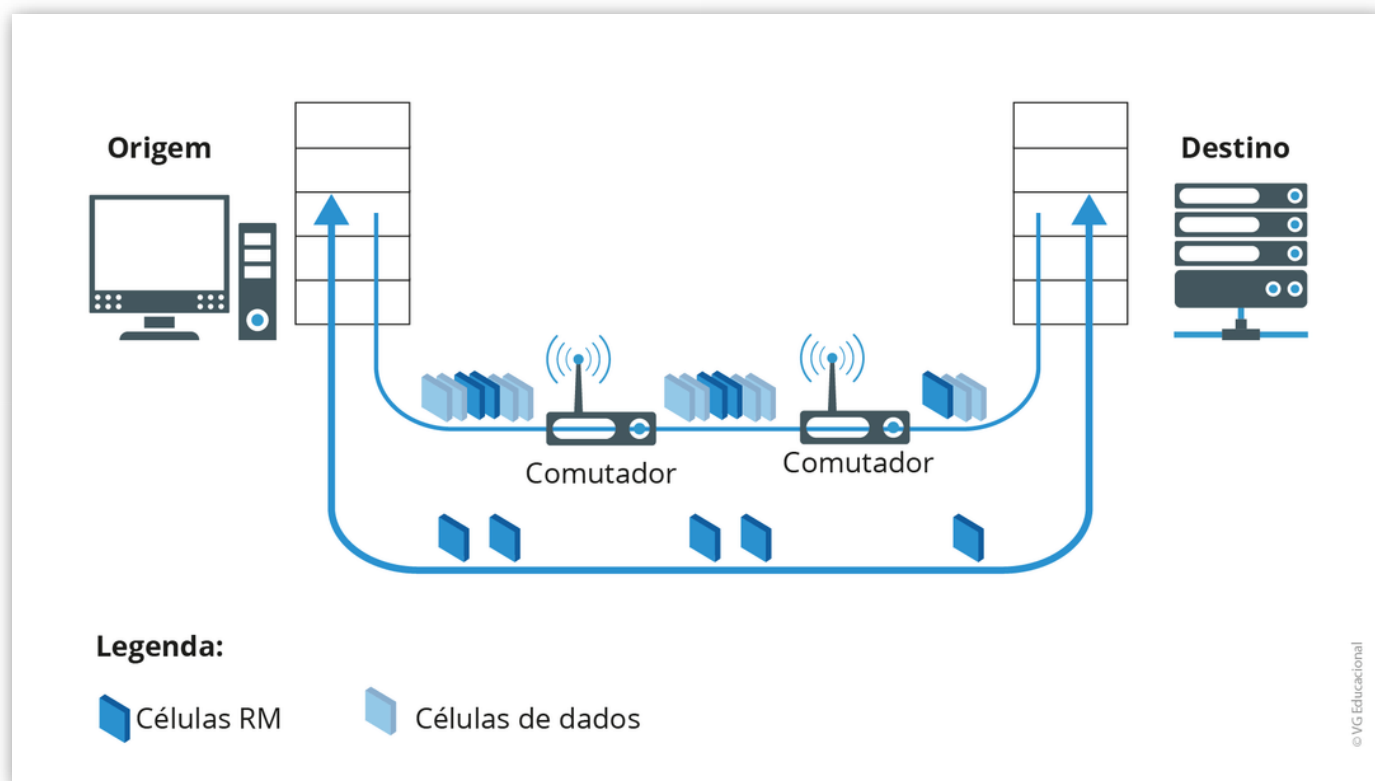 Origem
Destino
Comutador
Comutador
Legenda:
Células RM
Células de dados
© VG Educacional